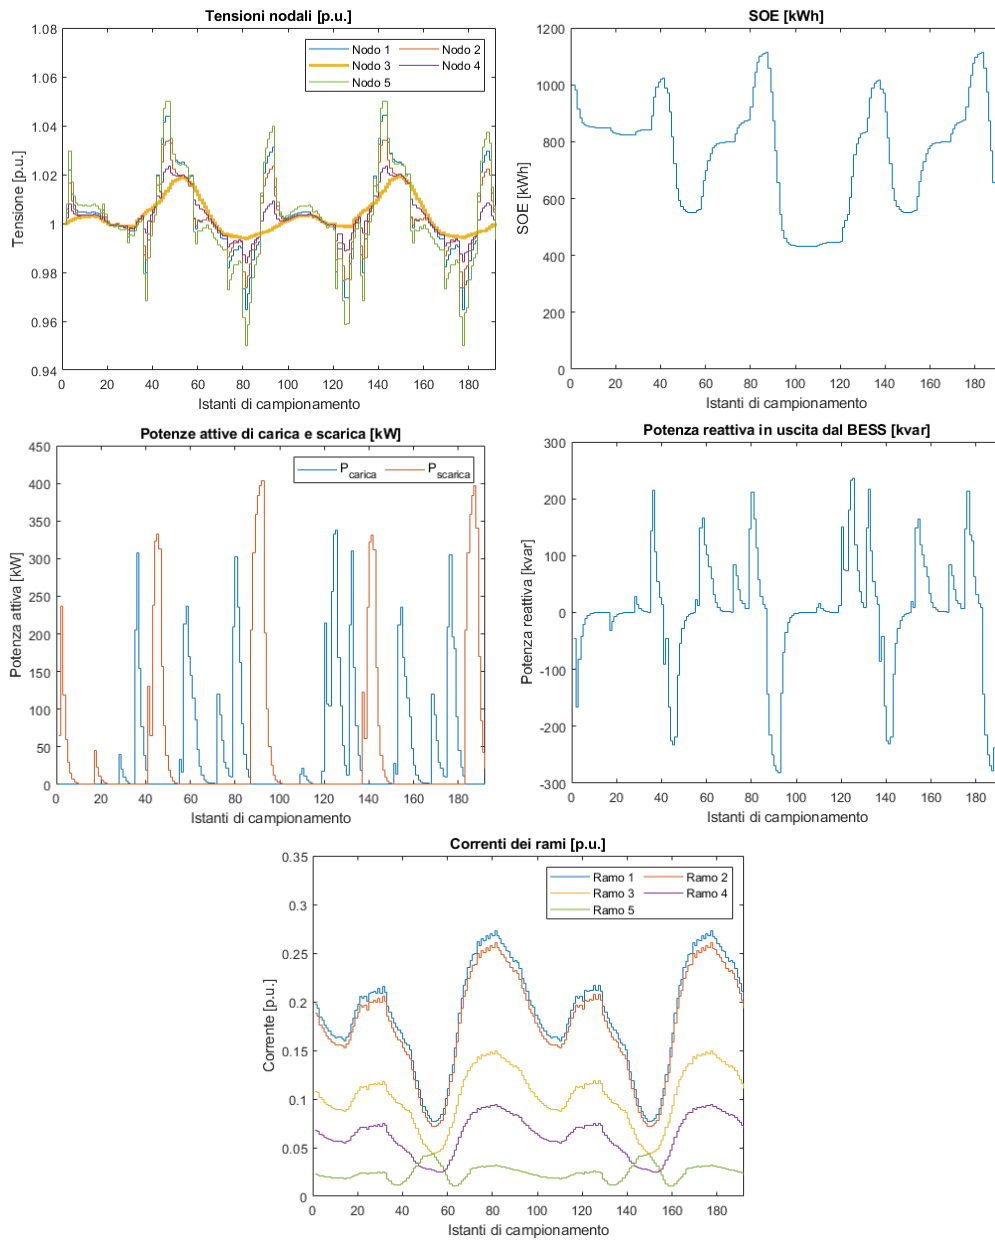 Tensioni nodali [p.u.]
1.08
1.06
1.04
1.02
1
0.98
0.96
0.94
Tensione [p.u.]
Nodo 1 Nodo 2
Nodo 3 Nodo 4
Nodo 5
0 20 40 60 80 100 120 140 160 180
Istanti di campionamento
SOE [kWh]
1200
1000
800
600
400
200
0
SOE [kWh]
0 20 40 60 80 100 120 140 160 180
Istanti di campionamento
Potenze attive di carica e scarica [kW]
450
400
350
300
250
200
150
100
50
0
Potenza attiva [kW]
P carica P scarica
0 20 40 60 80 100 120 140 160 180
Istanti di campionamento
Potenza reattiva in uscita dal BESS [kvar]
300
200
100
0
-100
-200
-300
Potenza reattiva [kvar]
0 20 40 60 80 100 120 140 160 180
Istanti di campionamento
Correnti dei rami [p.u.]
0.35
0.3
0.25
0.2
0.15
0.1
0.05
0
Corrente [p.u.]
Ramo 1 Ramo 2
Ramo 3 Ramo 4
Ramo 5
0 20 40 60 80 100 120 140 160 180
Istanti di campionamento